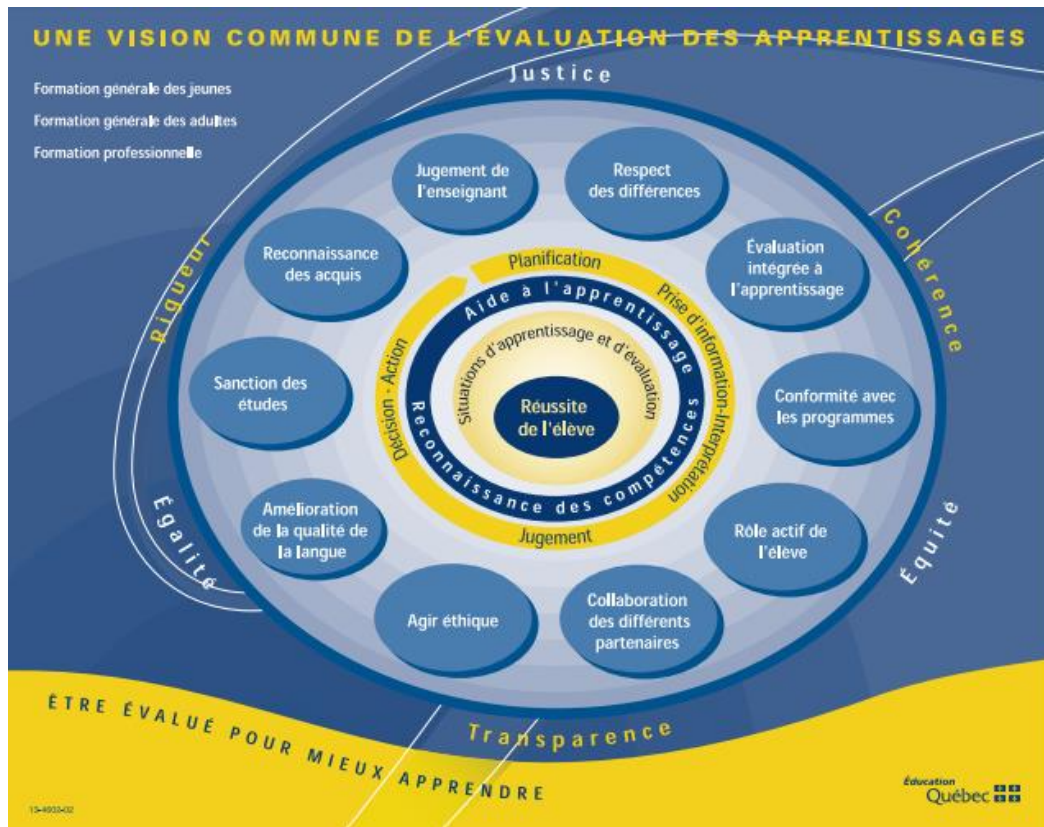 UNE VISION COMMUNE DE L'ÉVALUATION DES APPRENTISSAGES
Formation générale des jeunes
Formation générale des adultes
Formation professionnelle
Justice
Cohérence
Équité
Transparence
Égalité
Rigueur
Jugement de
l'enseignant
Respect
des différences
Évaluation
intégrée à
l'apprentissage
Conformité avec
les programmes
Rôle actif de
l'élève
Collaboration
des différents
partenaires
Agir éthique
Amélioration
de la qualité de
la langue
Sanction des
études
Reconnaissance
des acquis
Planification
Prise d'information-Interprétation
Jugement
Décision - Action
Aide à l'apprentissage
Reconnaissance des compétences
Situations d'apprentissage et d'évaluation
Réussite
de l'élève
ÊTRE ÉVALUÉ POUR MIEUX APPRENDRE
13-4602-02
Éducation
Québec